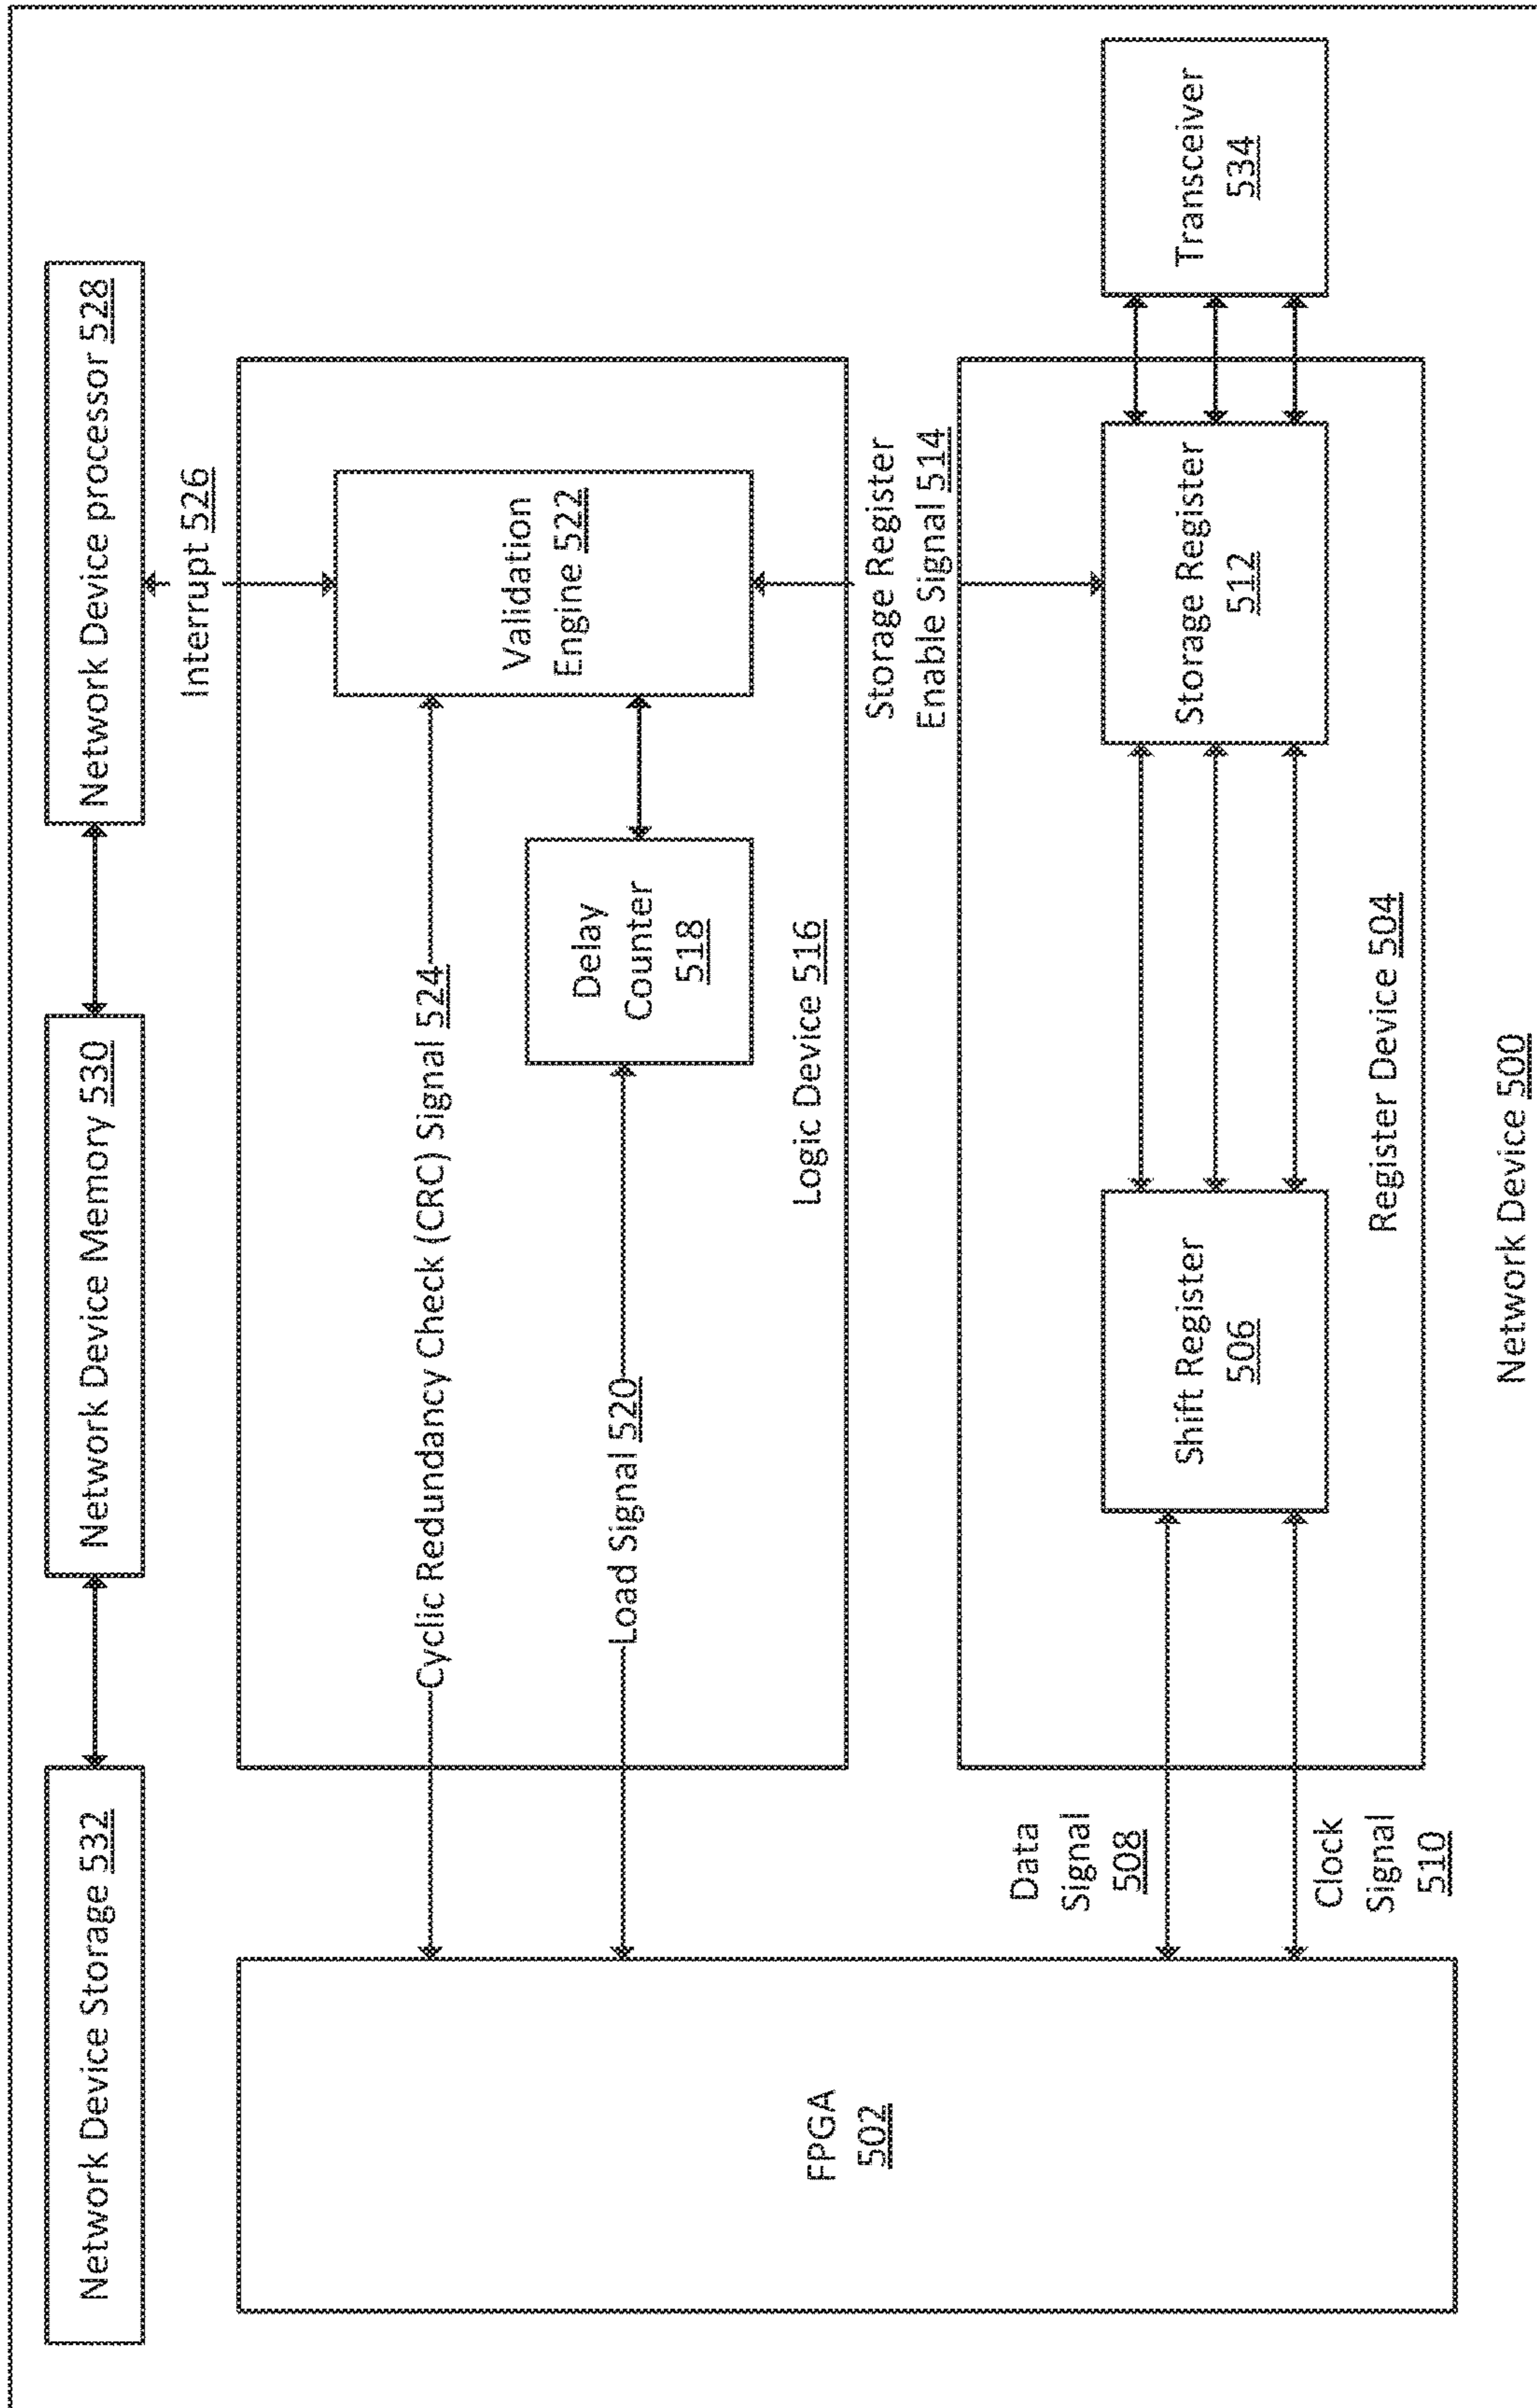 Network Device Storage 532
Network Device Memory 530
Network Device processor 528
Interrupt 526
Cyclic Redundancy Check (CRC) Signal 524
Validation
Engine 522
Load Signal 520
Delay
Counter
518
Logic Device 516
FPGA
502
Storage Register
Enable Signal 514
Data
Signal
508
Clock
Signal
510
Shift Register
506
Storage Register
512
Transceiver
534
Register Device 504
Network Device 500